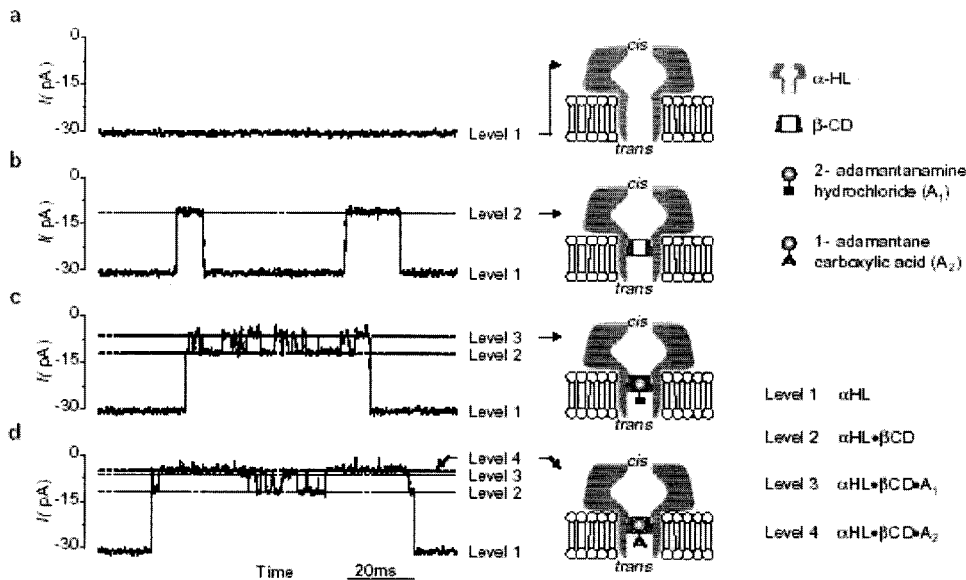 a
0
-15
-30
I( pA)
Level 1
cis
trans
α-HL
β-CD
2- adamantanamine
hydrochloride (A1)
1- adamantane
carboxylic acid (A2)
b
0
-15
-30
I( pA)
Level 2
Level 1
cis
trans
c
0
-15
-30
I( pA)
Level 3
Level 2
Level 1
cis
trans
d
0
-15
-30
I( pA)
Level 4
Level 3
Level 2
Level 1
cis
trans
Time
20ms
Level 1 αHL
Level 2 αHL•βCD
Level 3 αHL•βCD•A1
Level 4 αHL•βCD•A2